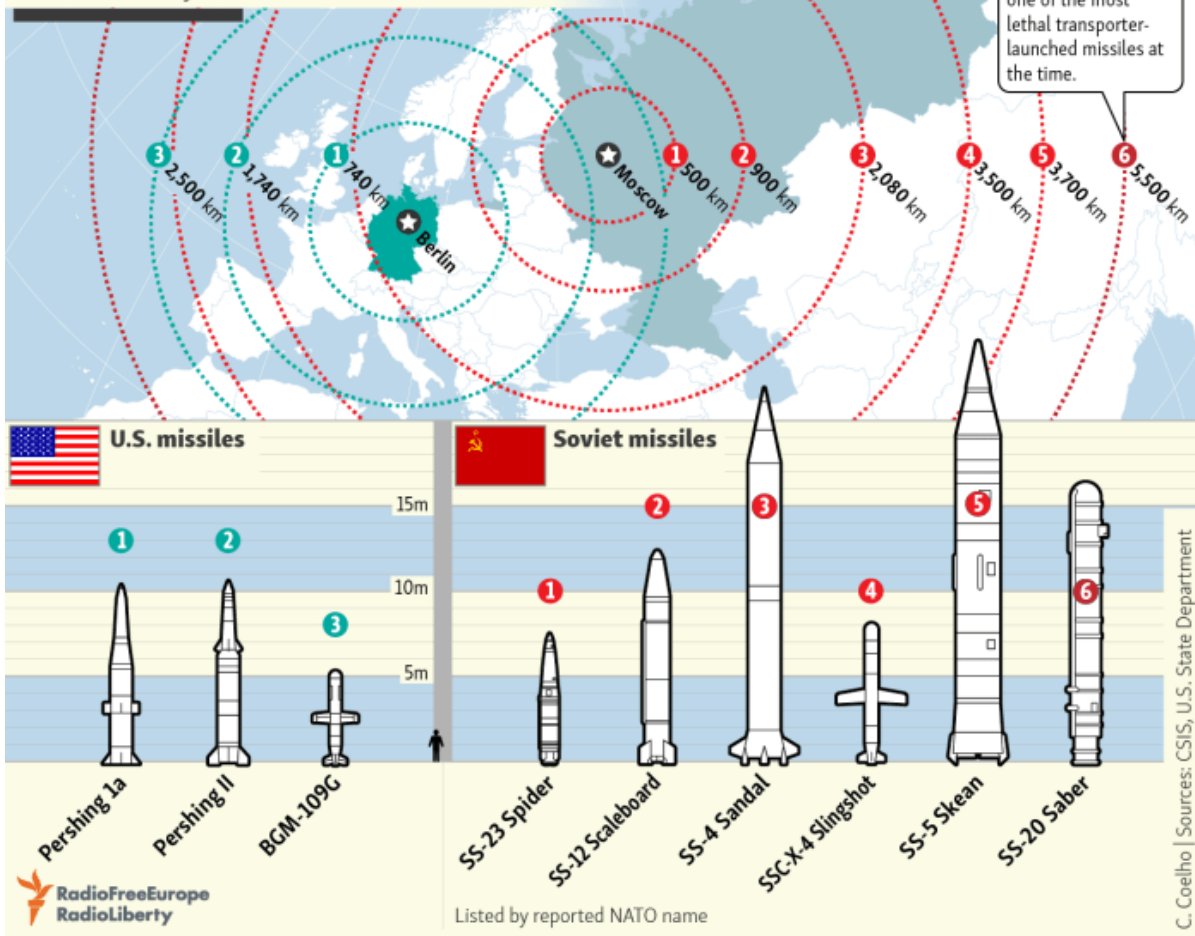 one of the most
lethal transporter-
launched missiles at
the time.
3 2,500 km
2 1,740 km
1 740 km
Berlin
Moscow
1 500 km
2 900 km
3 2,080 km
4 3,500 km
5 3,700 km
6 5,500 km
U.S. missiles
Soviet missiles
15m
10m
5m
1
2
3
1
2
3
4
5
6
Pershing 1a
Pershing II
BGM-109G
SS-23 Spider
SS-12 Scaleboard
SS-4 Sandal
SSC-X-4 Slingshot
SS-5 Skean
SS-20 Saber
RadioFreeEurope
RadioLiberty
Listed by reported NATO name
C. Coelho | Sources: CSIS, U.S. State Department